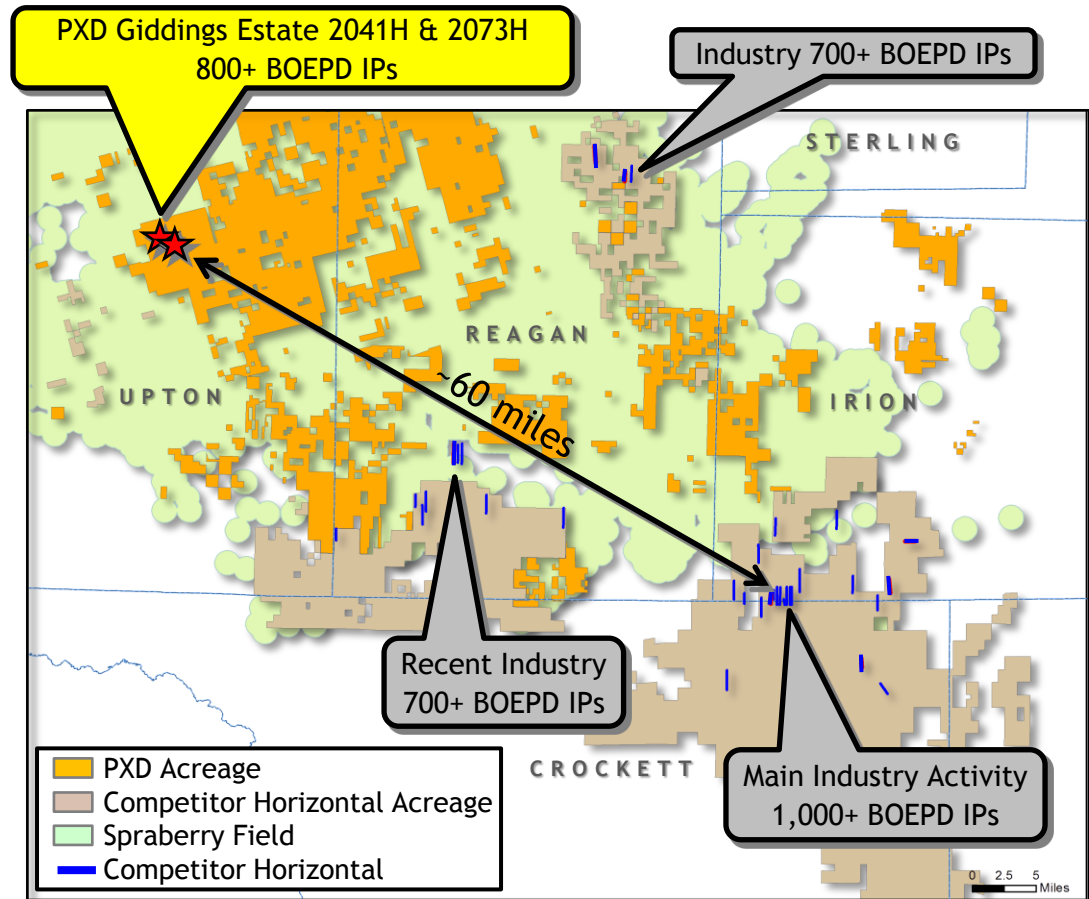 PXD Giddings Estate 2041H & 2073H
800+ BOEPD IPs
Industry 700+ BOEPD IPs
STERLING
REAGAN
UPTON
IRION
~60 miles
Recent Industry
700+ BOEPD IPs
CROCKETT
Main Industry Activity
1,000+ BOEPD IPs
PXD Acreage
Competitor Horizontal Acreage
Spraberry Field
Competitor Horizontal
0 2.5 5
Miles